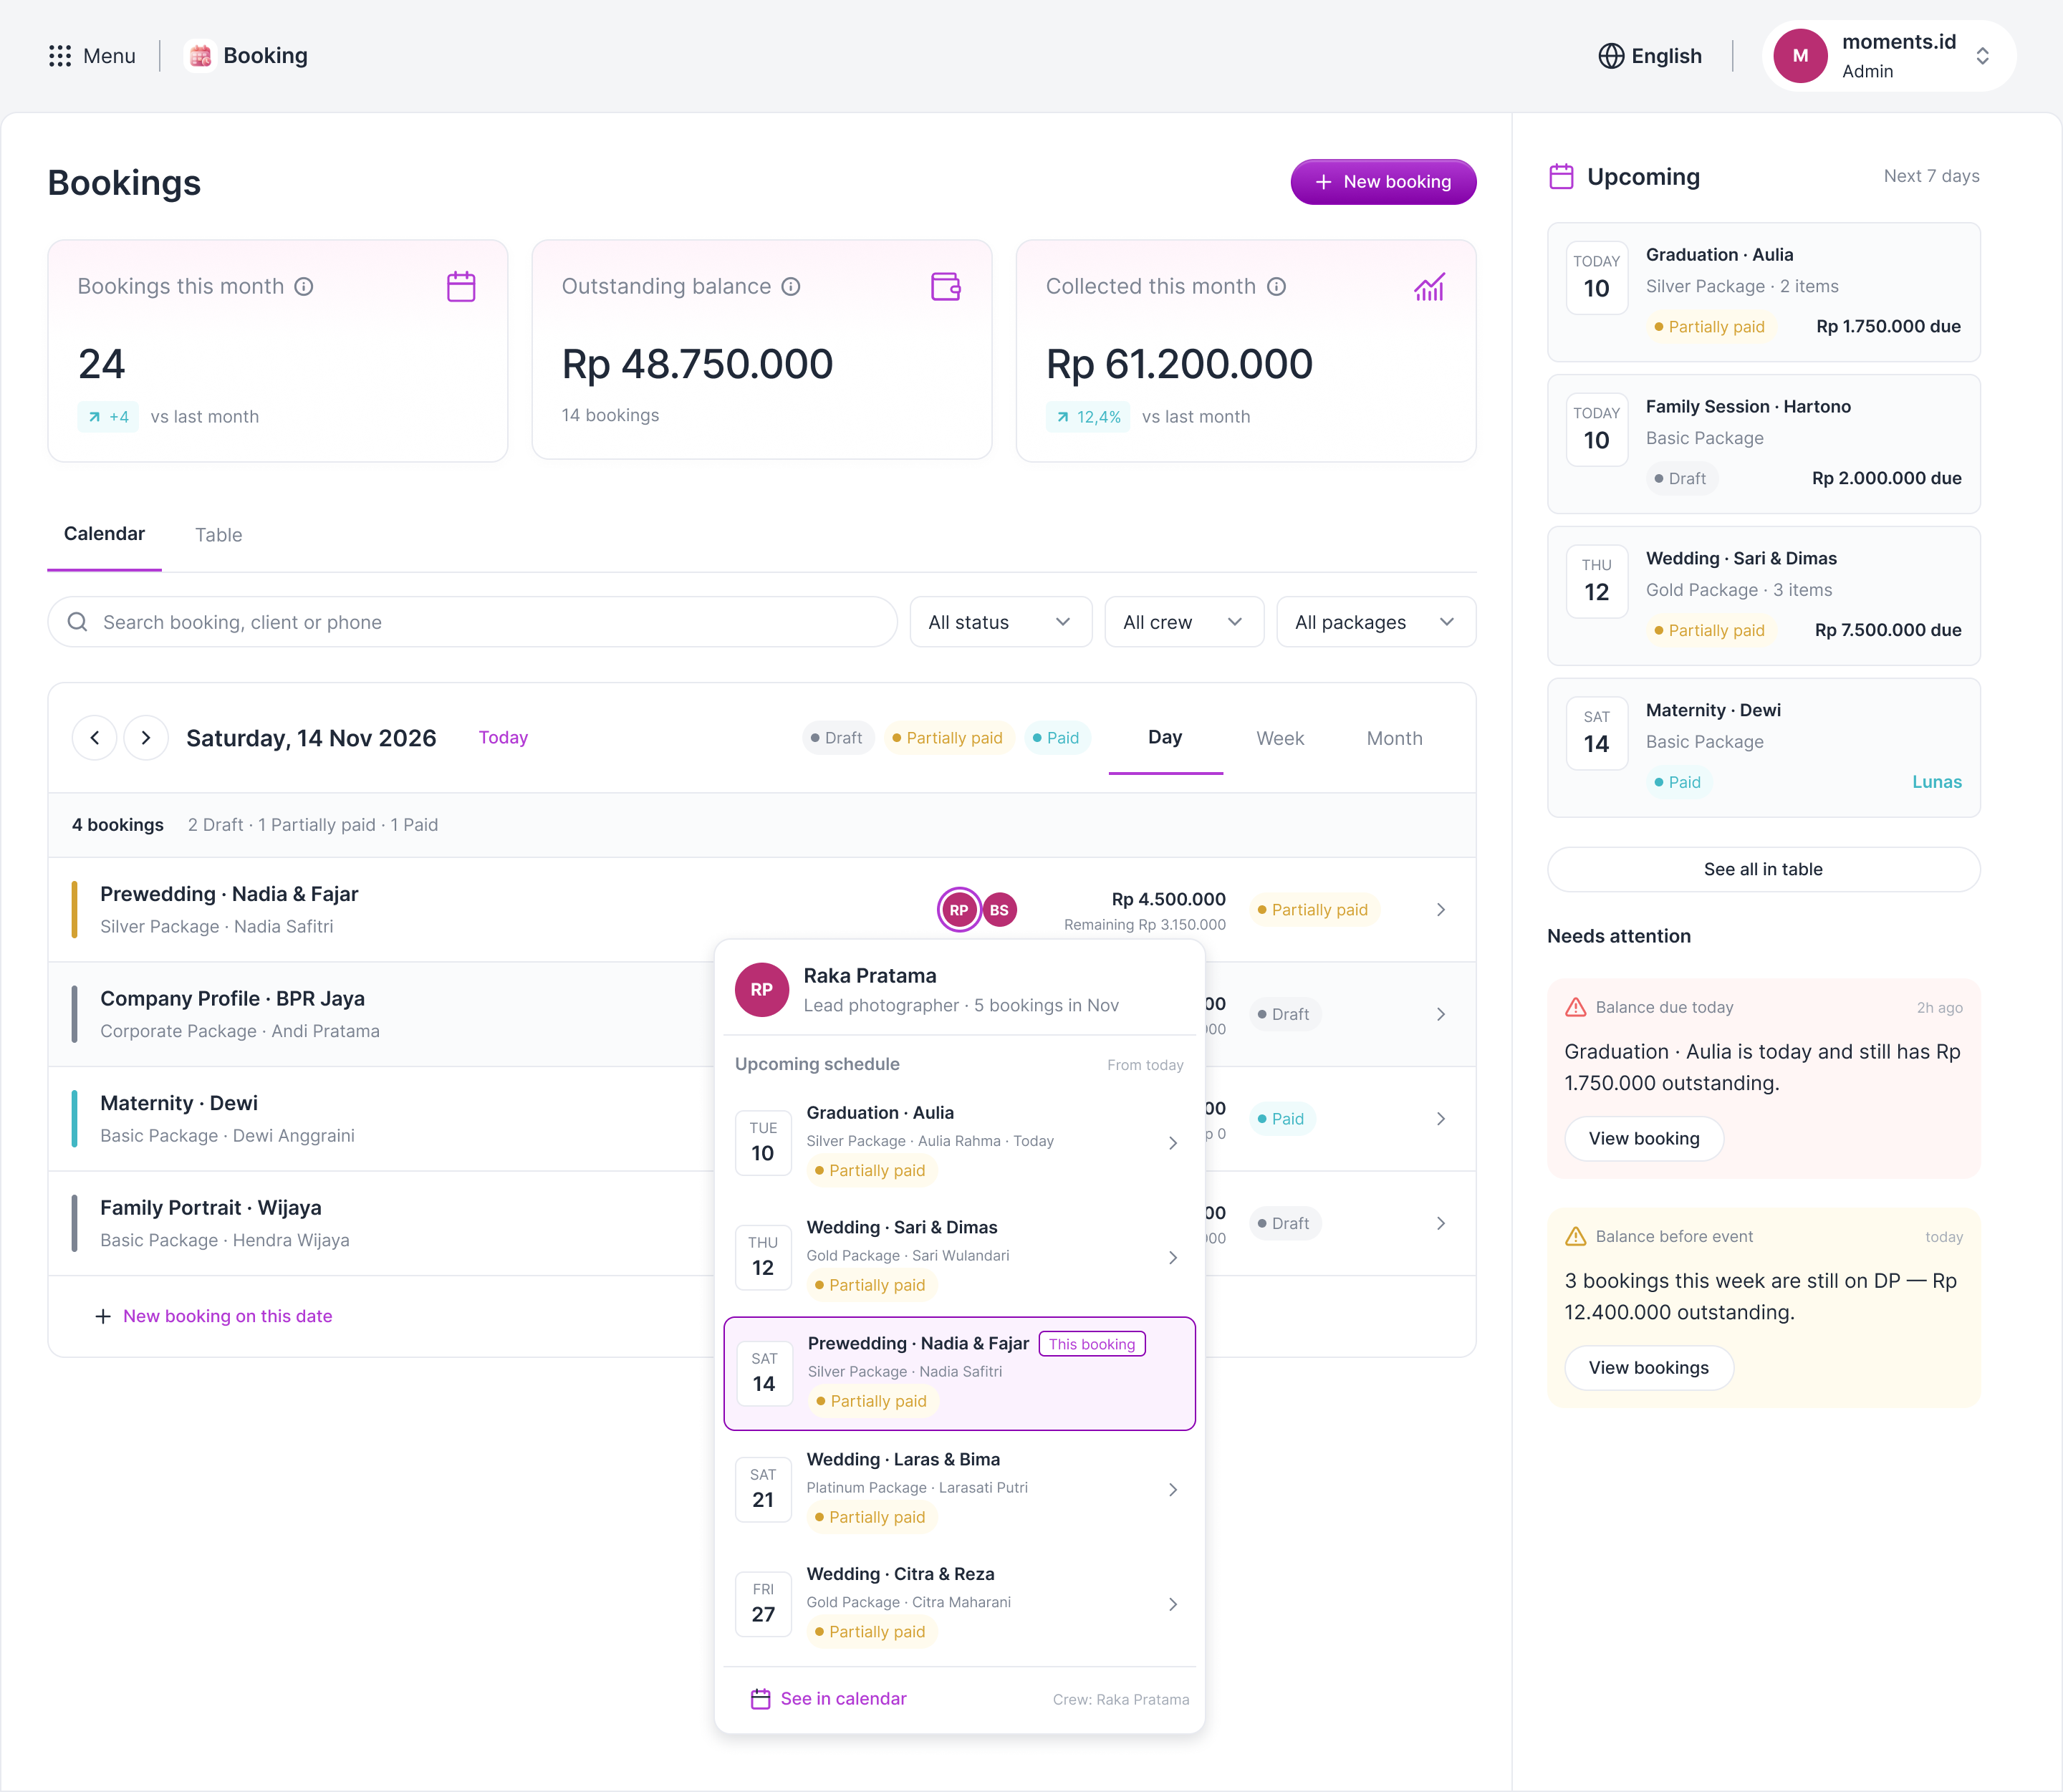 Menu
Booking
English
M
moments.id
Admin
Bookings
New booking
Bookings this month
24
+4 vs last month
Outstanding balance
Rp 48.750.000
14 bookings
Collected this month
Rp 61.200.000
12,4% vs last month
Calendar
Table
Search booking, client or phone
All status
All crew
All packages
Saturday, 14 Nov 2026
Today
Draft
Partially paid
Paid
Day
Week
Month
4 bookings 2 Draft · 1 Partially paid · 1 Paid
Prewedding · Nadia & Fajar
Silver Package · Nadia Safitri
RP
BS
Rp 4.500.000
Remaining Rp 3.150.000
Partially paid
Company Profile · BPR Jaya
Corporate Package · Andi Pratama
Draft
Maternity · Dewi
Basic Package · Dewi Anggraini
Paid
Family Portrait · Wijaya
Basic Package · Hendra Wijaya
Draft
New booking on this date
RP
Raka Pratama
Lead photographer · 5 bookings in Nov
Upcoming schedule
From today
TUE
10
Graduation · Aulia
Silver Package · Aulia Rahma · Today
Partially paid
THU
12
Wedding · Sari & Dimas
Gold Package · Sari Wulandari
Partially paid
SAT
14
Prewedding · Nadia & Fajar
This booking
Silver Package · Nadia Safitri
Partially paid
SAT
21
Wedding · Laras & Bima
Platinum Package · Larasati Putri
Partially paid
FRI
27
Wedding · Citra & Reza
Gold Package · Citra Maharani
Partially paid
See in calendar
Crew: Raka Pratama
Upcoming
Next 7 days
TODAY
10
Graduation · Aulia
Silver Package · 2 items
Partially paid
Rp 1.750.000 due
TODAY
10
Family Session · Hartono
Basic Package
Draft
Rp 2.000.000 due
THU
12
Wedding · Sari & Dimas
Gold Package · 3 items
Partially paid
Rp 7.500.000 due
SAT
14
Maternity · Dewi
Basic Package
Paid
Lunas
See all in table
Needs attention
Balance due today
2h ago
Graduation · Aulia is today and still has Rp
1.750.000 outstanding.
View booking
Balance before event
today
3 bookings this week are still on DP — Rp
12.400.000 outstanding.
View bookings